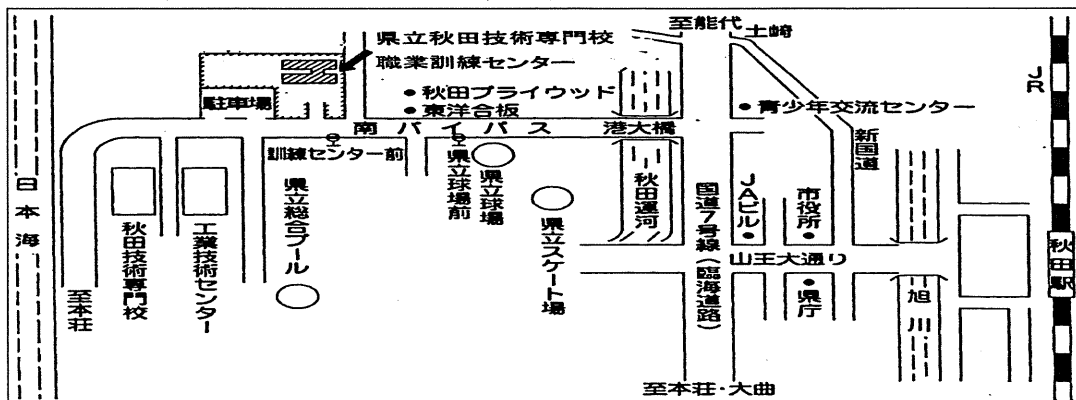 至能代
土崎
県立秋田技術専門校
職業訓練センター
JR
駐車場
秋田プライウッド
東洋合板
青少年交流センター
南バイパス
港大橋
新国道
訓練センター前
県立球場前
県立球場
秋田運河
国道7号線(臨海道路)
JAビル
市役所
日本海
秋田技術専門校
工業技術センター
県立総合プール
県立スケート場
山王大通り
秋田駅
県庁
旭川
至本荘
至本荘・大曲